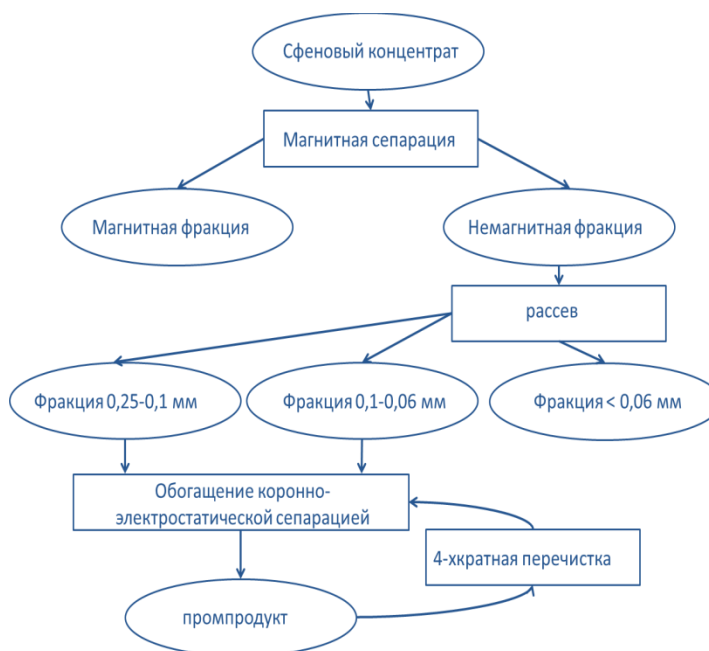 Сфеновый концентрат
Магнитная сепарация
Магнитная фракция
Немагнитная фракция
рассев
Фракция 0,25-0,1 мм
Фракция 0,1-0,06 мм
Фракция < 0,06 мм
Обогащение коронно-
электростатической сепарацией
4-хкратная перечистка
промпродукт